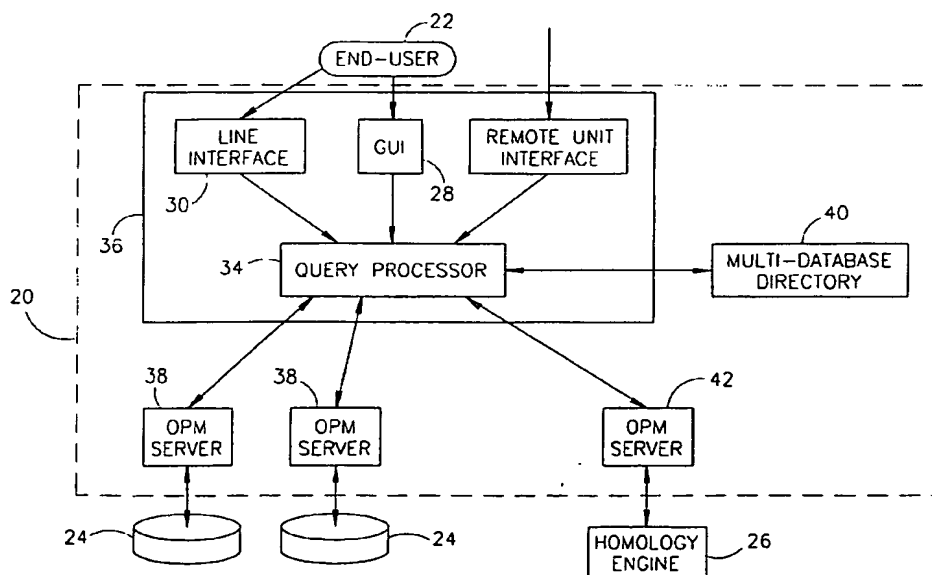 22
END-USER
LINE
INTERFACE
GUI
REMOTE UNIT
INTERFACE
30
28
36
40
34
QUERY PROCESSOR
MULTI-DATABASE
DIRECTORY
20
38
38
42
OPM
SERVER
OPM
SERVER
OPM
SERVER
24
24
HOMOLOGY
ENGINE
26